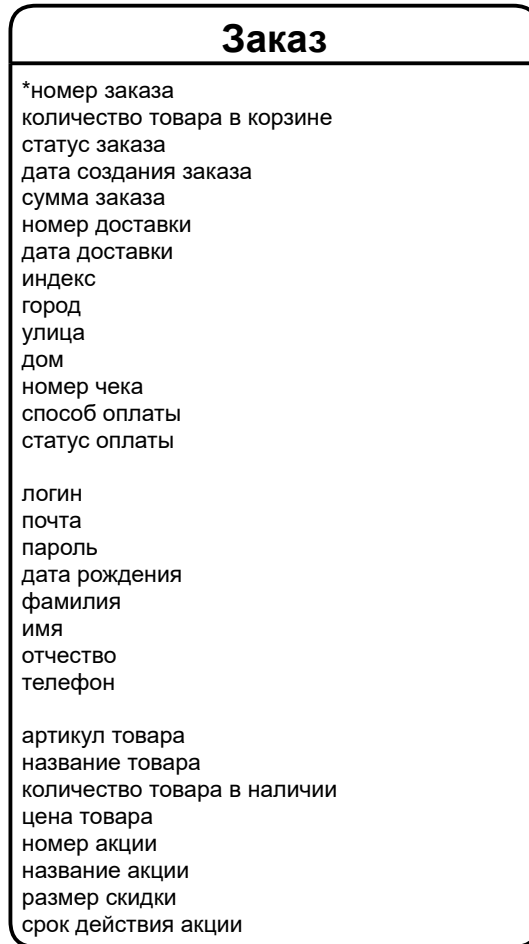 Заказ
*номер заказа
количество товара в корзине
статус заказа
дата создания заказа
сумма заказа
номер доставки
дата доставки
индекс
город
улица
дом
номер чека
способ оплаты
статус оплаты
логин
почта
пароль
дата рождения
фамилия
имя
отчество
телефон
артикул товара
название товара
количество товара в наличии
цена товара
номер акции
название акции
размер скидки
срок действия акции